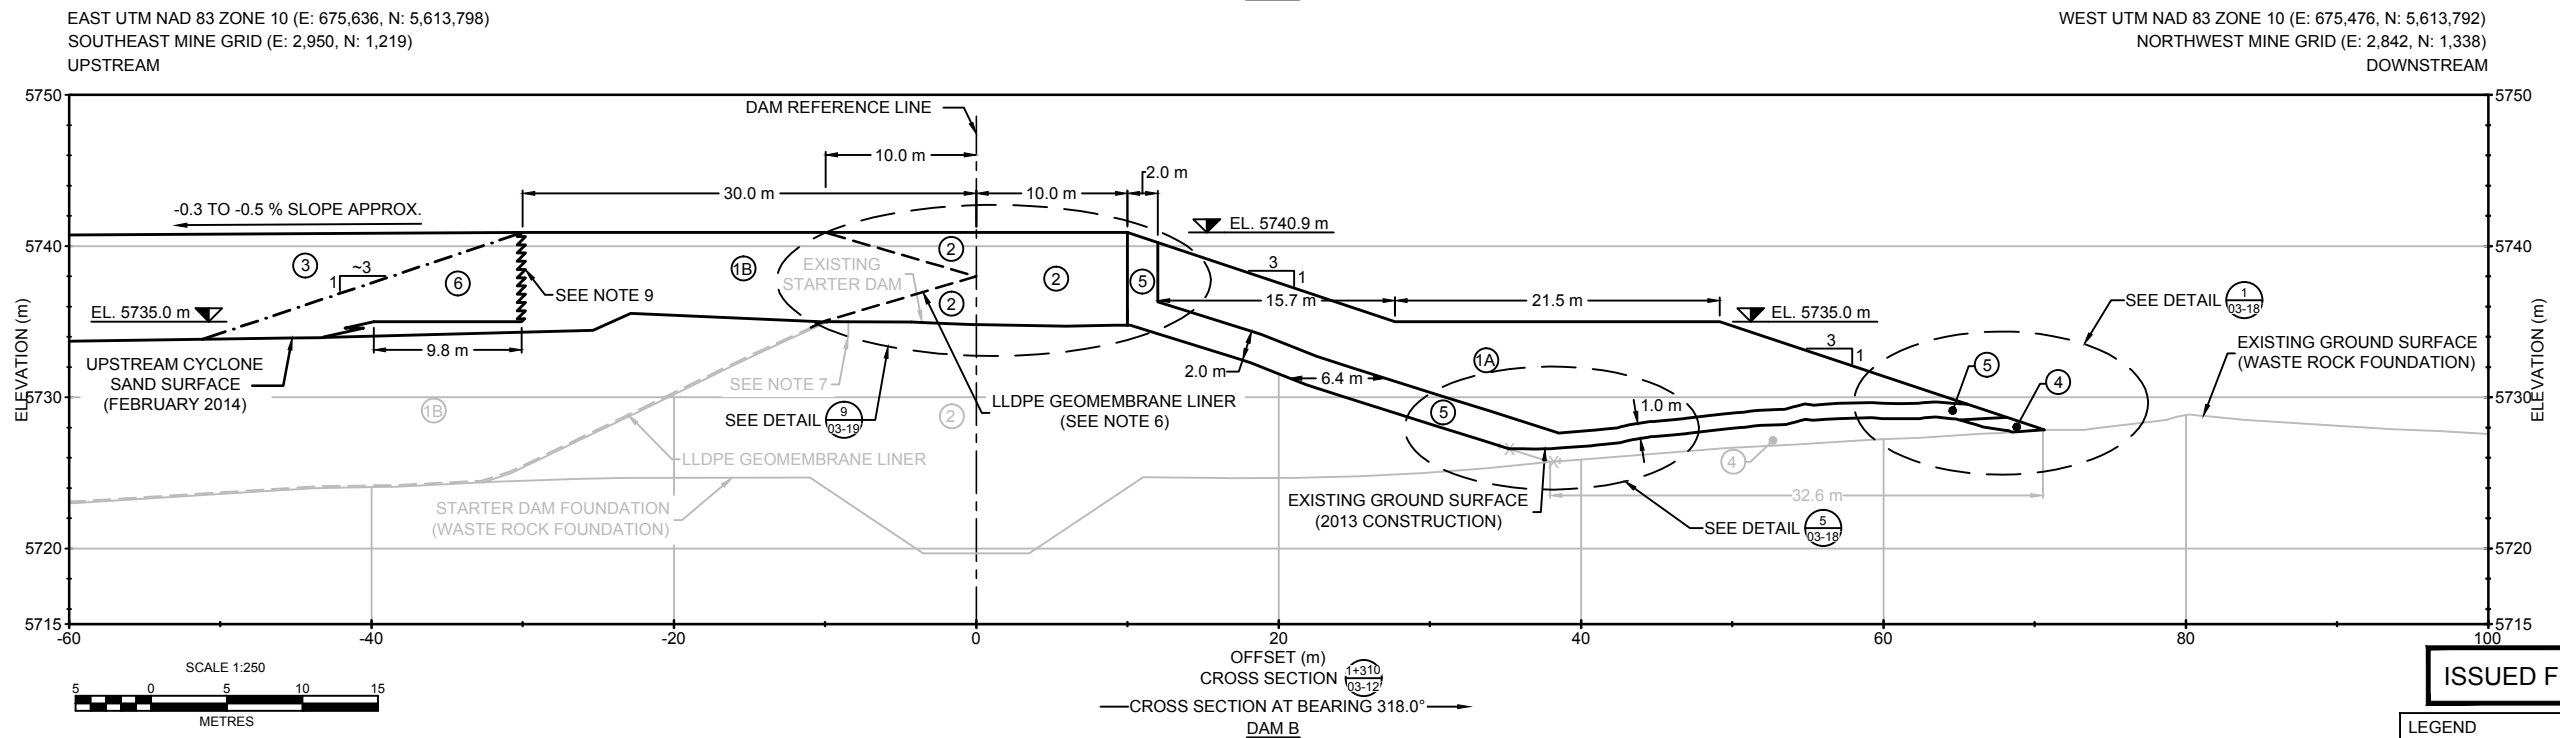 EAST UTM NAD 83 ZONE 10 (E: 675,636, N: 5,613,798)
SOUTHEAST MINE GRID (E: 2,950, N: 1,219)
UPSTREAM
WEST UTM NAD 83 ZONE 10 (E: 675,476, N: 5,613,792)
NORTHWEST MINE GRID (E: 2,842, N: 1,338)
DOWNSTREAM
5750
5750
DAM REFERENCE LINE
10.0 m
2.0 m
30.0 m
10.0 m
-0.3 TO -0.5 % SLOPE APPROX.
EL. 5740.9 m
5740
5740
3
~3
1
6
SEE NOTE 9
1B
EXISTING
STARTER DAM
2
2
2
5
3
1
15.7 m
21.5 m
SEE DETAIL 1
03-18
EL. 5735.0 m
EL. 5735.0 m
ELEVATION (m)
ELEVATION (m)
9.8 m
UPSTREAM CYCLONE
SAND SURFACE
(FEBRUARY 2014)
SEE NOTE 7
2.0 m
6.4 m
1A
3
1
5
4
EXISTING GROUND SURFACE
(WASTE ROCK FOUNDATION)
5730
5730
1B
SEE DETAIL 9
03-19
2
LLDPE GEOMEMBRANE LINER
(SEE NOTE 6)
5
1.0 m
LLDPE GEOMEMBRANE LINER
X
X
4
STARTER DAM FOUNDATION
(WASTE ROCK FOUNDATION)
EXISTING GROUND SURFACE
(2013 CONSTRUCTION)
32.6 m
SEE DETAIL 5
03-18
5720
5720
5715
5715
-60
-40
-20
0
20
40
60
80
100
OFFSET (m)
CROSS SECTION 1+310
03-12
CROSS SECTION AT BEARING 318.0°
DAM B
SCALE 1:250
5 0 5 10 15
METRES
ISSUED F
LEGEND